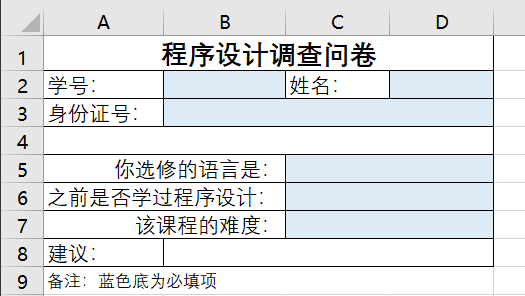 A B C D
1 程序设计调查问卷
2 学号： 姓名：
3 身份证号：
4
5 你选修的语言是：
6 之前是否学过程序设计：
7 该课程的难度：
8 建议：
9 备注：蓝色底为必填项